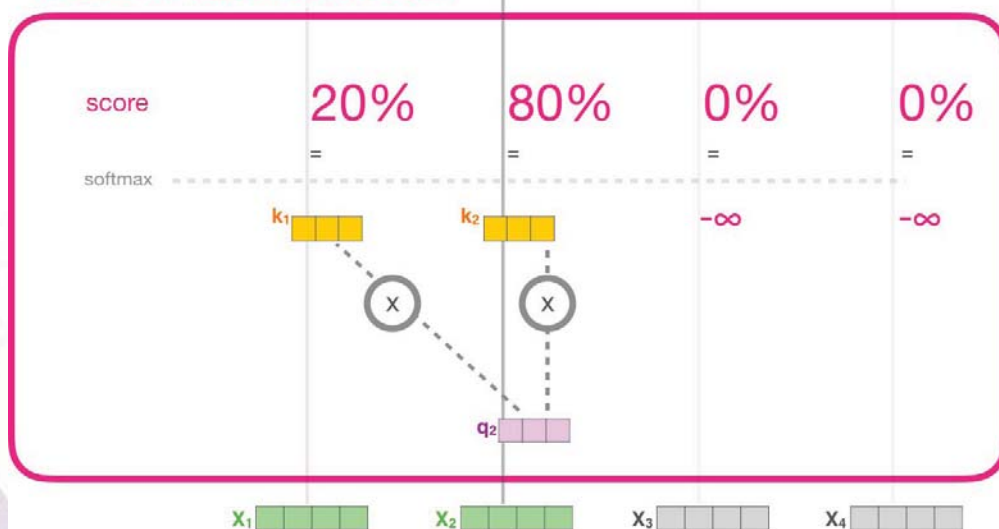 score 20% 80% 0% 0%
= = = =
softmax
k₁ k₂ -∞ -∞
x x
q₂
X₁ X₂ X₃ X₄